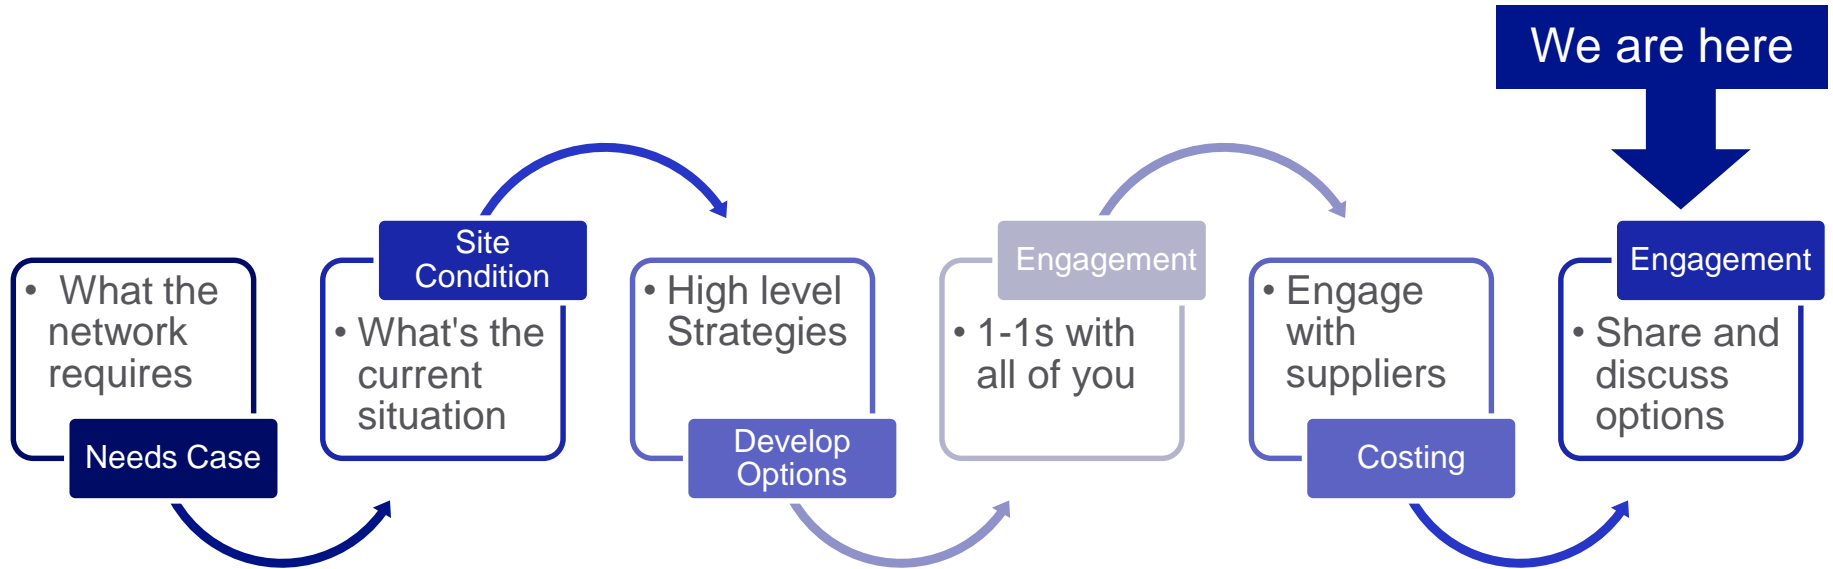 We are here
• What the
network
requires
Needs Case
Site
Condition
• What's the
current
situation
• High level
Strategies
Develop
Options
Engagement
• 1-1s with
all of you
• Engage
with
suppliers
Costing
Engagement
• Share and
discuss
options